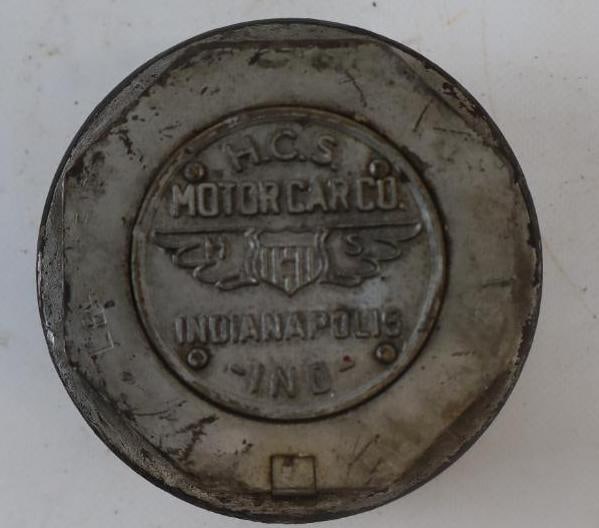 H.C.S.
MOTOR CAR CO.
H S
INDIANAPOLIS
-IND-